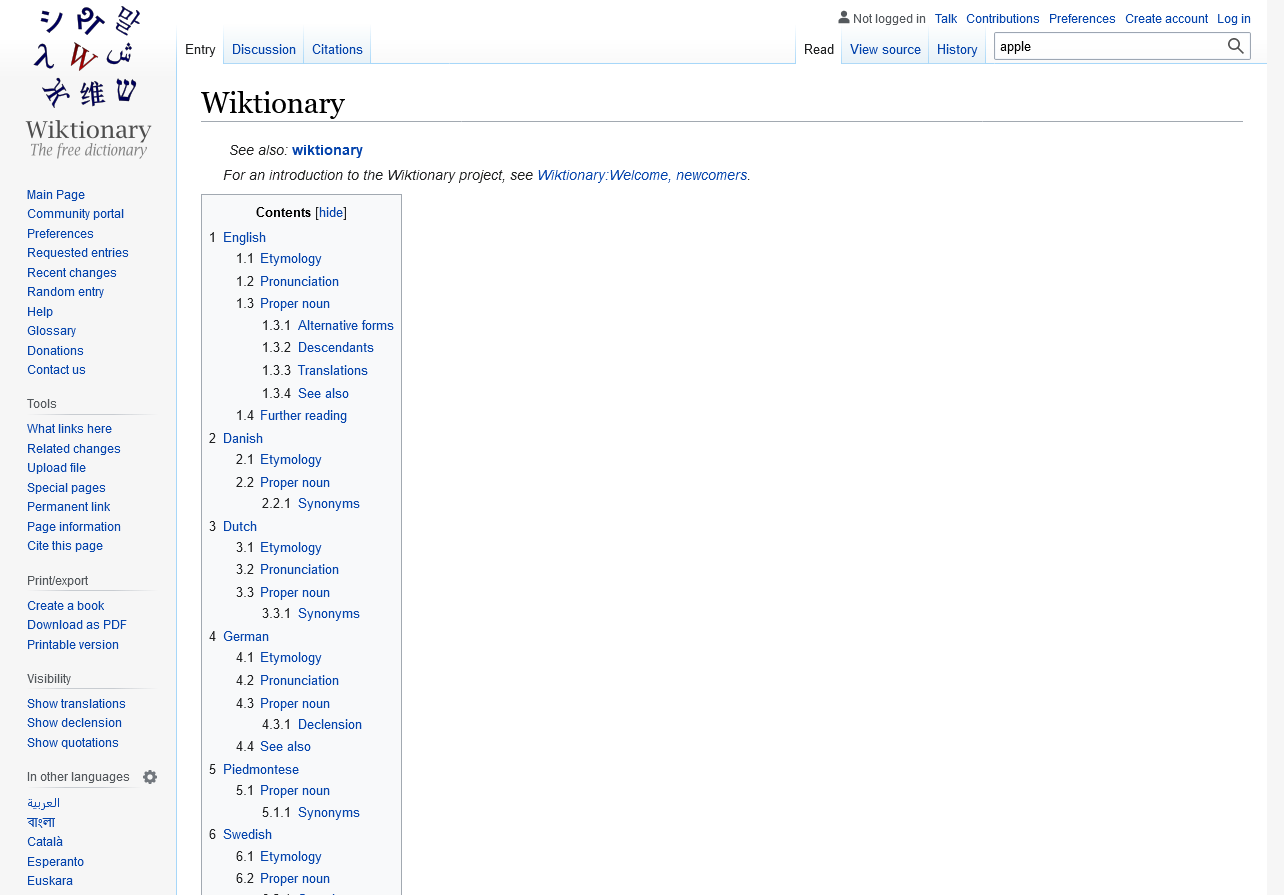 Not logged in Talk Contributions Preferences Create account Log in
Entry Discussion Citations Read View source History apple
Wiktionary
The free dictionary
Main Page
Community portal
Preferences
Requested entries
Recent changes
Random entry
Help
Glossary
Donations
Contact us
Tools
What links here
Related changes
Upload file
Special pages
Permanent link
Page information
Cite this page
Print/export
Create a book
Download as PDF
Printable version
Visibility
Show translations
Show declension
Show quotations
In other languages
العربية
বাংলা
Català
Esperanto
Euskara
Wiktionary
See also: wiktionary
For an introduction to the Wiktionary project, see Wiktionary:Welcome, newcomers.
Contents [hide]
1 English
1.1 Etymology
1.2 Pronunciation
1.3 Proper noun
1.3.1 Alternative forms
1.3.2 Descendants
1.3.3 Translations
1.3.4 See also
1.4 Further reading
2 Danish
2.1 Etymology
2.2 Proper noun
2.2.1 Synonyms
3 Dutch
3.1 Etymology
3.2 Pronunciation
3.3 Proper noun
3.3.1 Synonyms
4 German
4.1 Etymology
4.2 Pronunciation
4.3 Proper noun
4.3.1 Declension
4.4 See also
5 Piedmontese
5.1 Proper noun
5.1.1 Synonyms
6 Swedish
6.1 Etymology
6.2 Proper noun